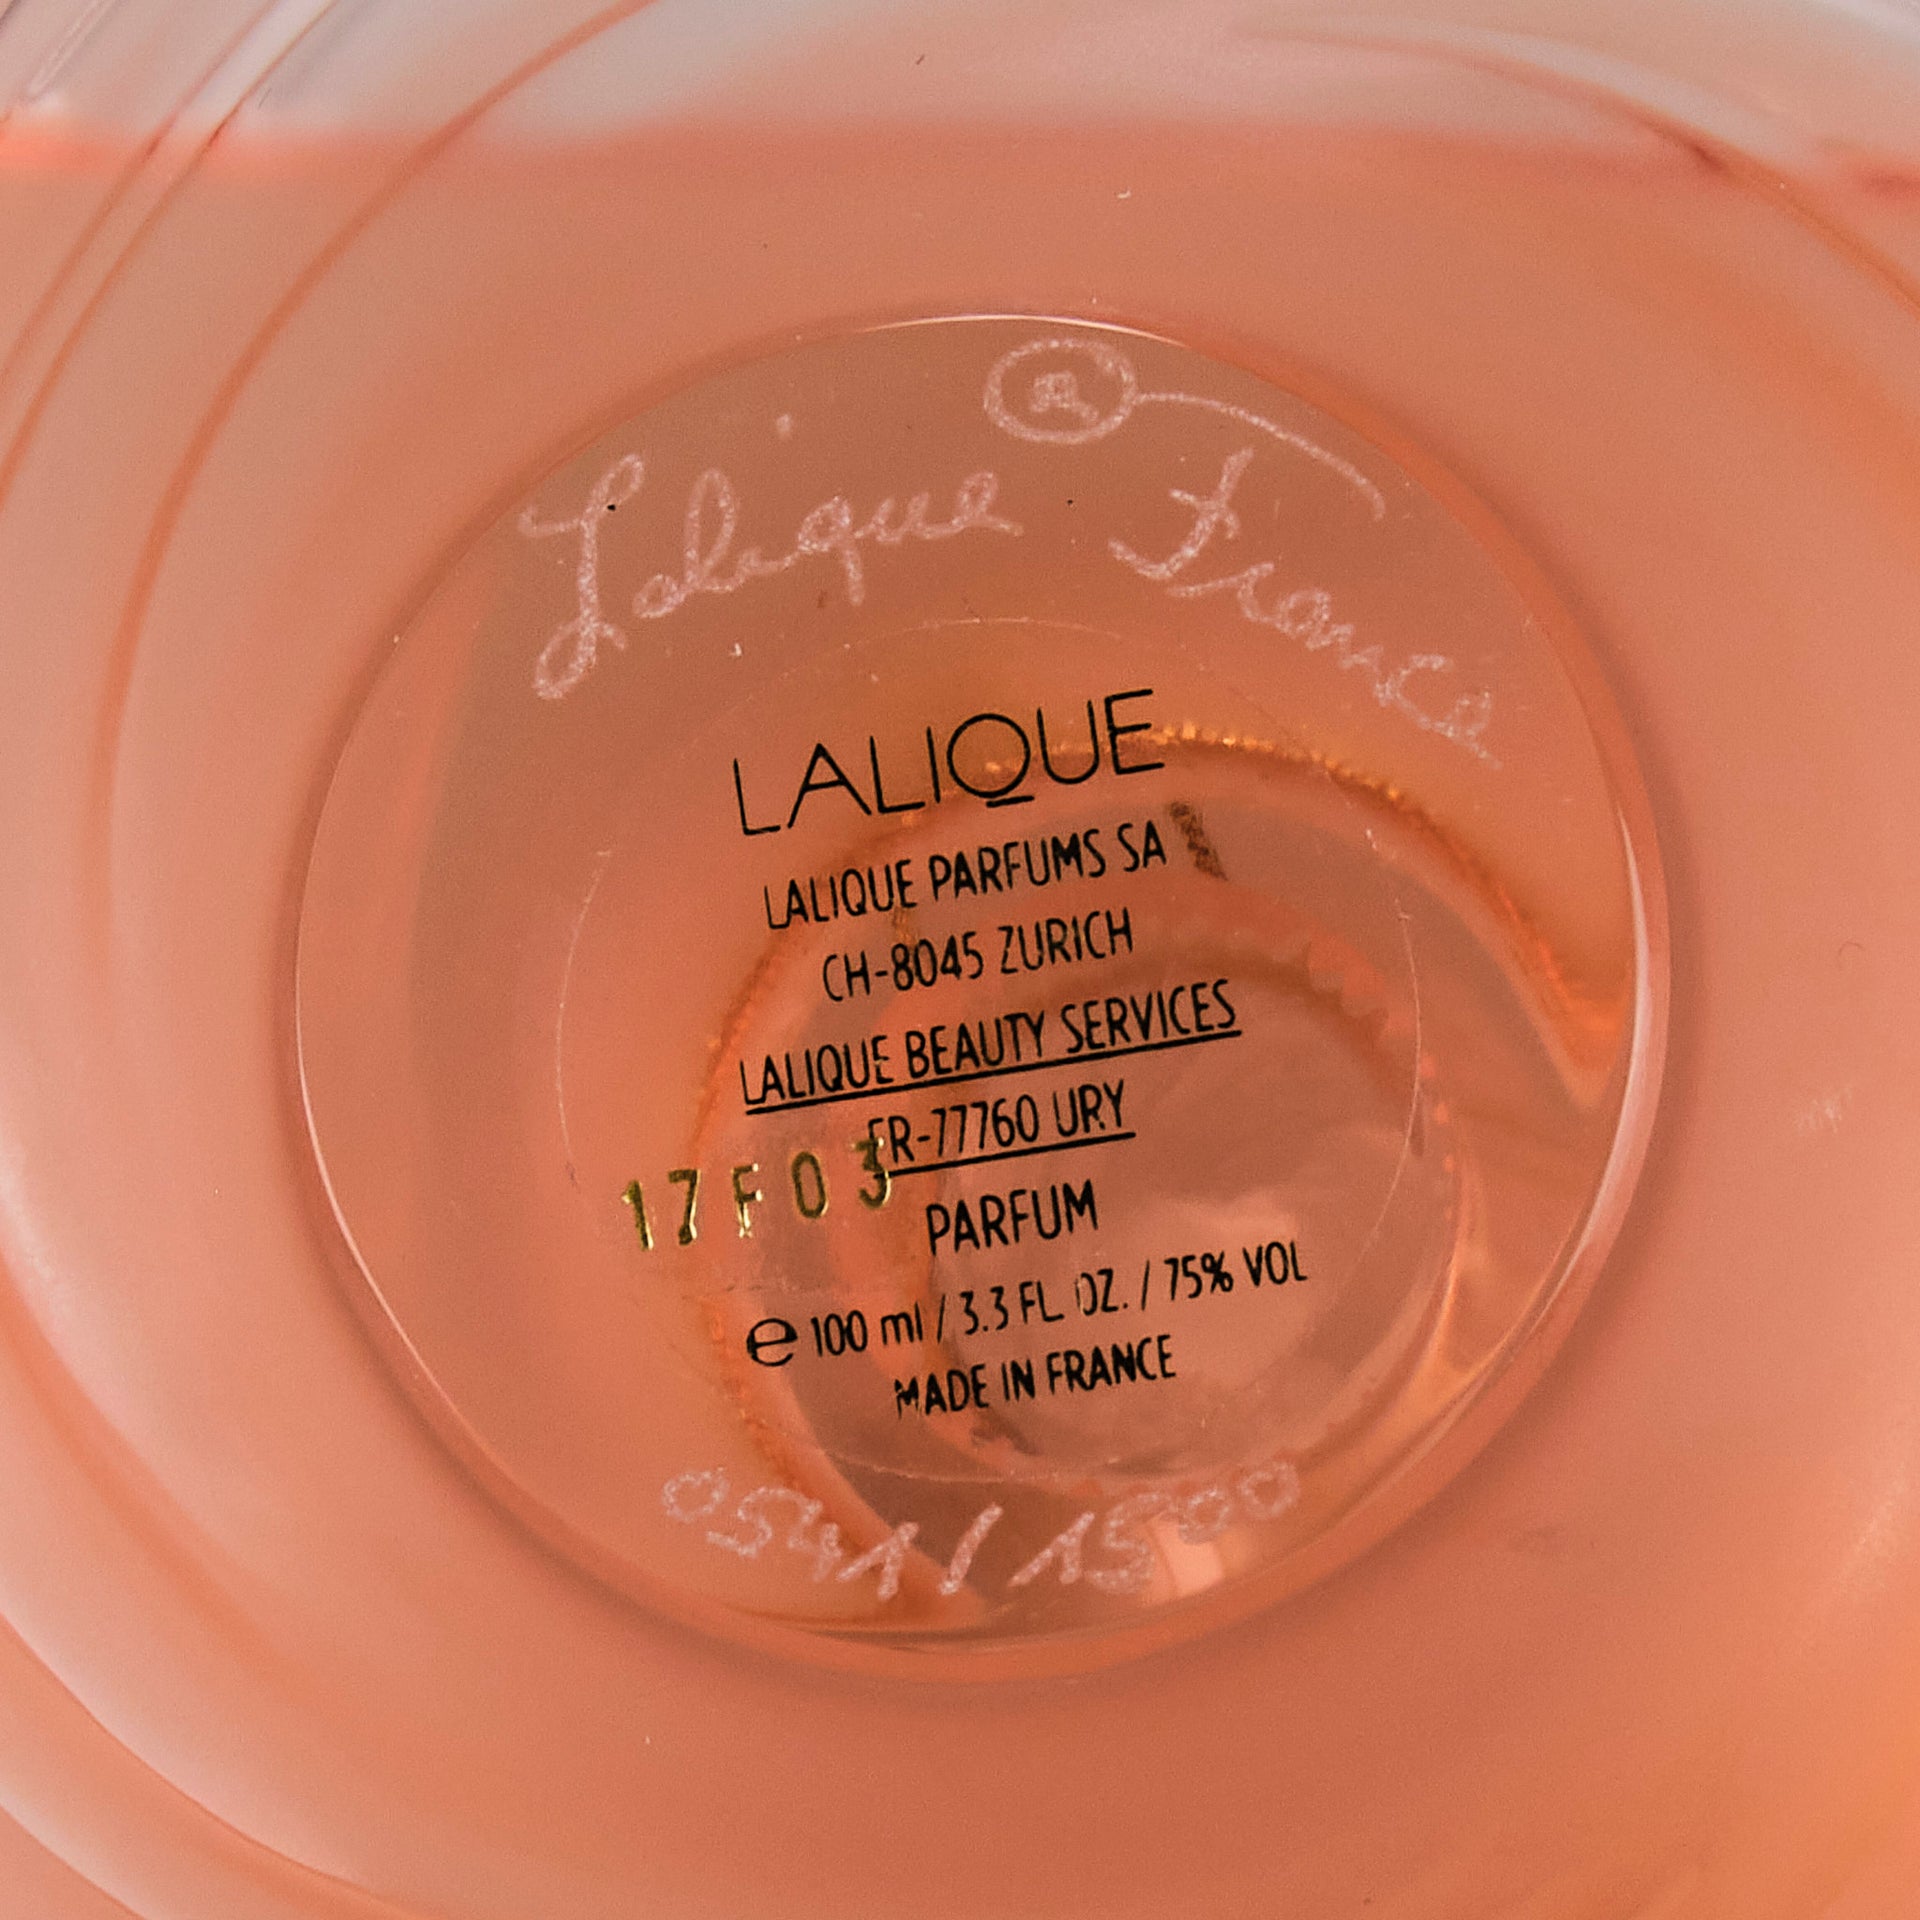 Lalique ® France
LALIQUE
LALIQUE PARFUMS SA
CH-8045 ZURICH
LALIQUE BEAUTY SERVICES
FR-77760 URY
17F03
PARFUM
℮ 100 ml / 3.3 FL. OZ. / 75% VOL
MADE IN FRANCE
0541/1500